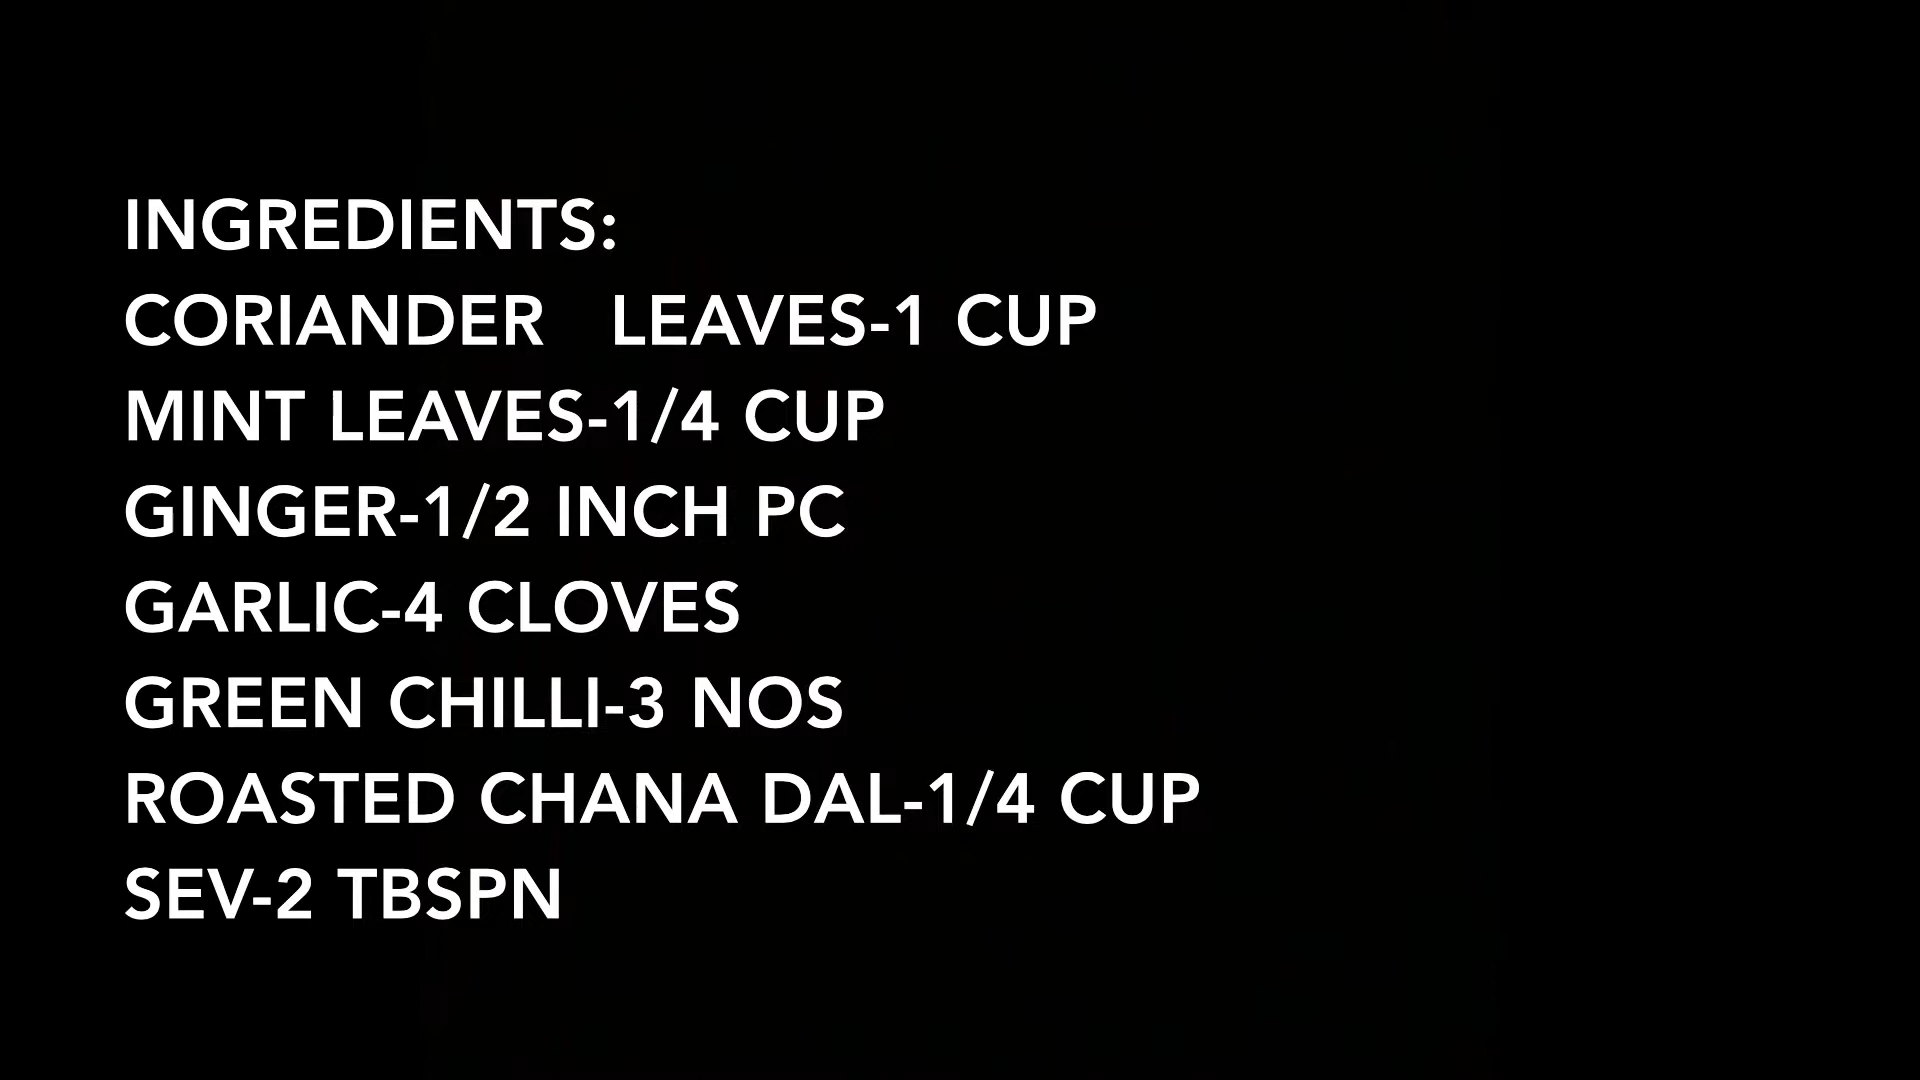 INGREDIENTS:
CORIANDER   LEAVES-1 CUP
MINT LEAVES-1/4 CUP
GINGER-1/2 INCH PC
GARLIC-4 CLOVES
GREEN CHILLI-3 NOS
ROASTED CHANA DAL-1/4 CUP
SEV-2 TBSPN